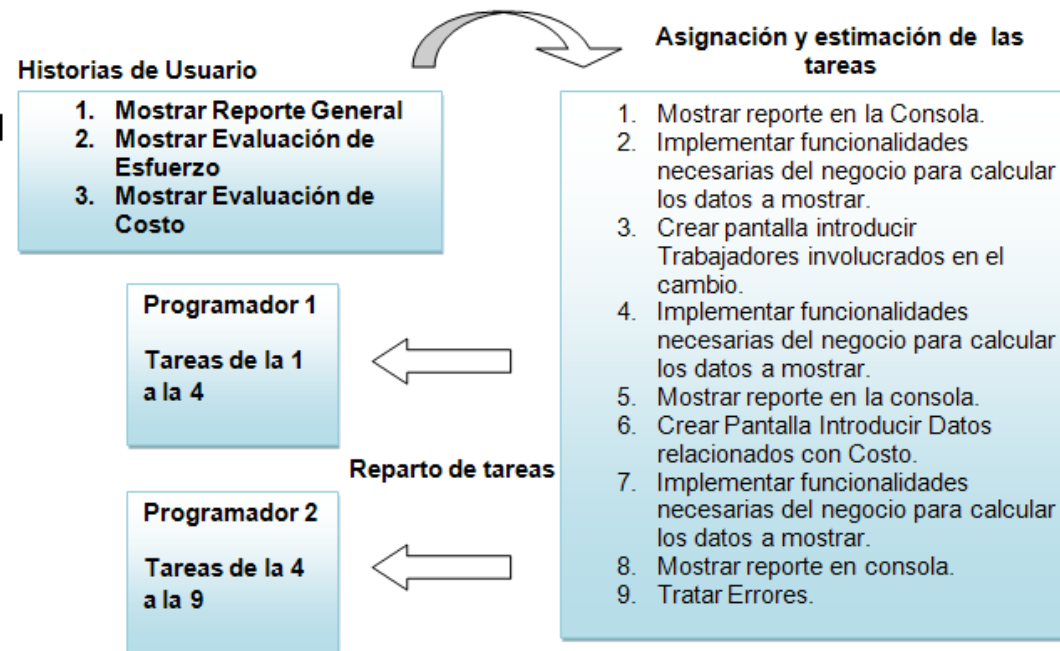 Historias de Usuario
1. Mostrar Reporte General
2. Mostrar Evaluación de
Esfuerzo
3. Mostrar Evaluación de
Costo
Asignación y estimación de las
tareas
1. Mostrar reporte en la Consola.
2. Implementar funcionalidades
necesarias del negocio para calcular
los datos a mostrar.
3. Crear pantalla introducir
Trabajadores involucrados en el
cambio.
4. Implementar funcionalidades
necesarias del negocio para calcular
los datos a mostrar.
5. Mostrar reporte en la consola.
6. Crear Pantalla Introducir Datos
relacionados con Costo.
7. Implementar funcionalidades
necesarias del negocio para calcular
los datos a mostrar.
8. Mostrar reporte en consola.
9. Tratar Errores.
Programador 1
Tareas de la 1
a la 4
Reparto de tareas
Programador 2
Tareas de la 4
a la 9